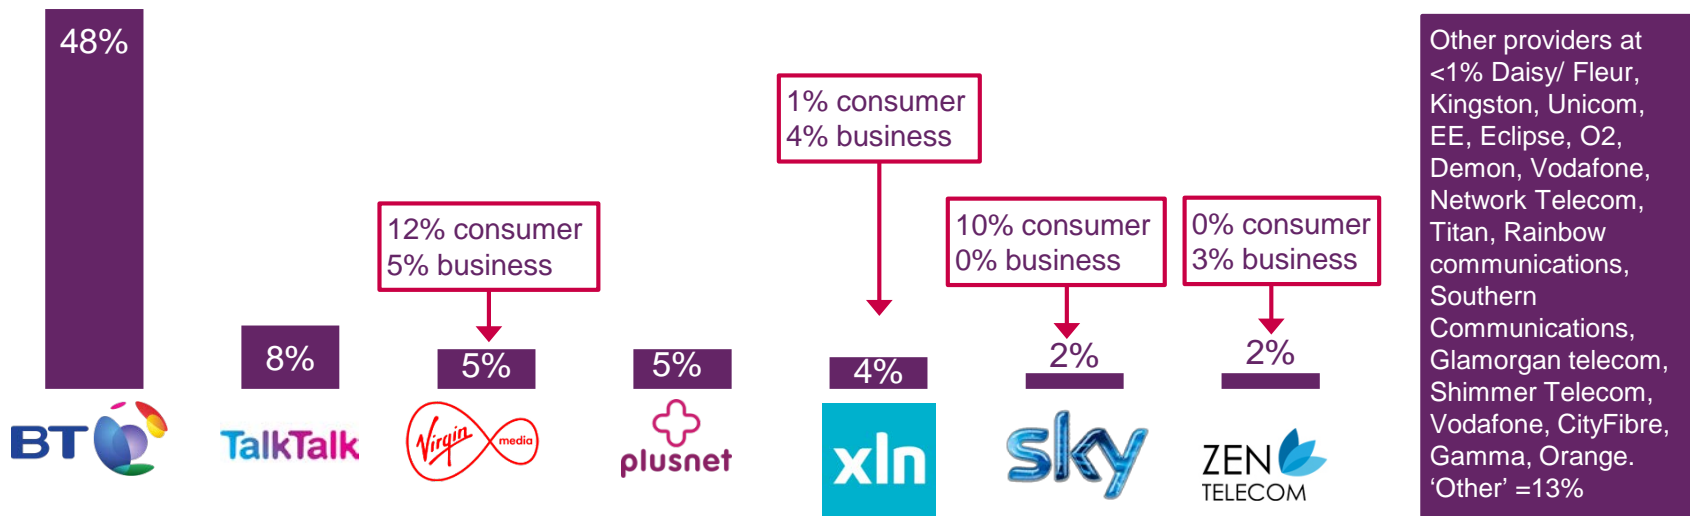 48%
8%
12% consumer
5% business
5%
5%
1% consumer
4% business
4%
10% consumer
0% business
2%
0% consumer
3% business
2%
BT
TalkTalk
Virgin media
plusnet
xln
sky
ZEN
TELECOM
Other providers at
<1% Daisy/ Fleur,
Kingston, Unicom,
EE, Eclipse, O2,
Demon, Vodafone,
Network Telecom,
Titan, Rainbow
communications,
Southern
Communications,
Glamorgan telecom,
Shimmer Telecom,
Vodafone, CityFibre,
Gamma, Orange.
‘Other’ =13%